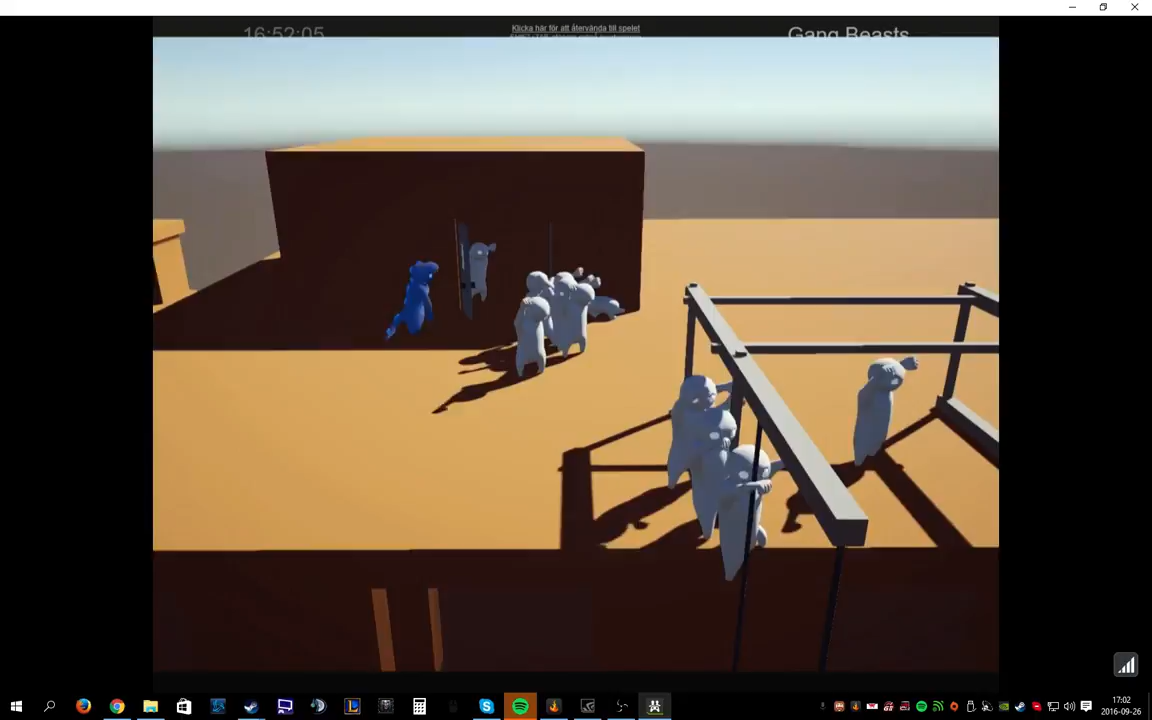 16:52:05
Klicka här för att återvända till spelet
Gang Beasts
17:02
2016-09-26